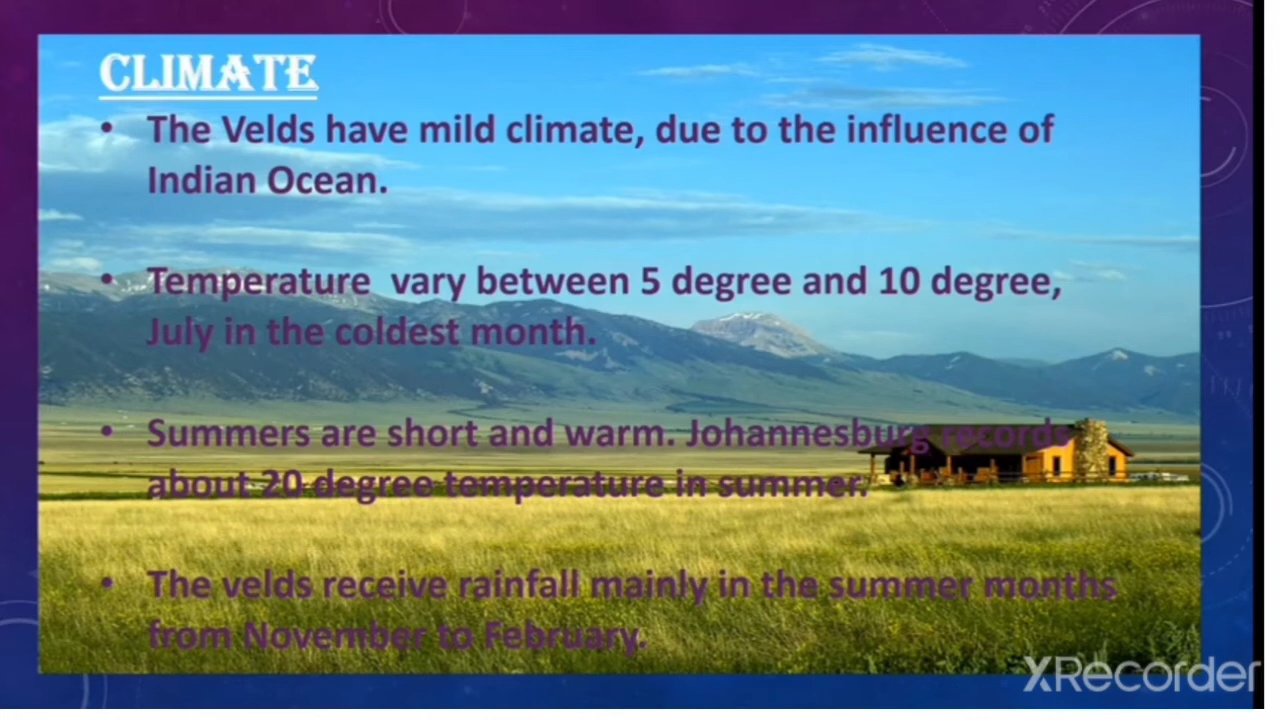 CLIMATE
• The Velds have mild climate, due to the influence of
Indian Ocean.
• Temperature vary between 5 degree and 10 degree,
July in the coldest month.
• Summers are short and warm. Johannesburg records
about 20 degree temperature in summer.
• The velds receive rainfall mainly in the summer months
from November to February.
XRecorder